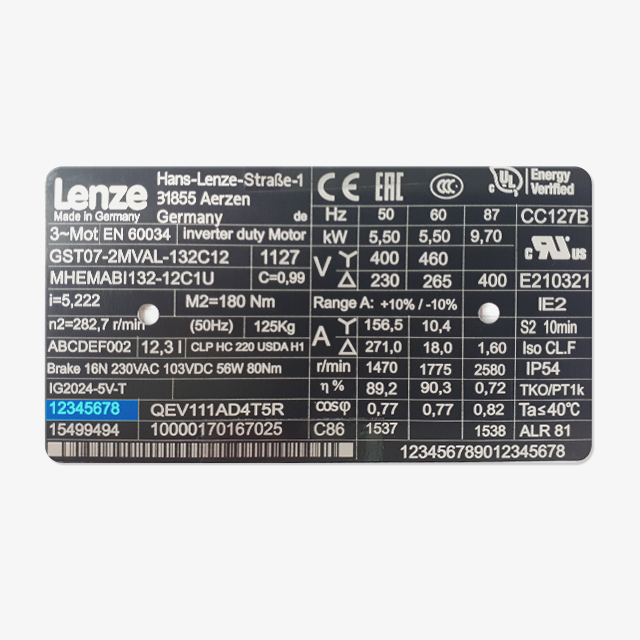 Lenze
Made in Germany
Hans-Lenze-Straße-1
31855 Aerzen
Germany de
CE EAC CCC c UL Energy Verified
Hz 50 60 87 CC127B
3~Mot EN 60034 inverter duty Motor
kW 5,50 5,50 9,70
GST07-2MVAL-132C12 1127
V Y 400 460 c RU us
MHEMABI132-12C1U C=0,99
Δ 230 265 400 E210321
i=5,222 M2=180 Nm
Range A: +10% / -10% IE2
n2=282,7 r/min (50Hz) 125Kg
A Y 156,5 10,4 S2 10min
ABCDEF002 12,3 l CLP HC 220 USDA H1
Δ 271,0 18,0 1,60 Iso CL.F
Brake 16N 230VAC 103VDC 56W 80Nm
r/min 1470 1775 2580 IP54
IG2024-5V-T
η % 89,2 90,3 0,72 TKO/PT1k
12345678 QEV111AD4T5R
cosφ 0,77 0,77 0,82 Ta≤40°C
15499494 10000170167025
C86 1537 1538 ALR 81
123456789012345678